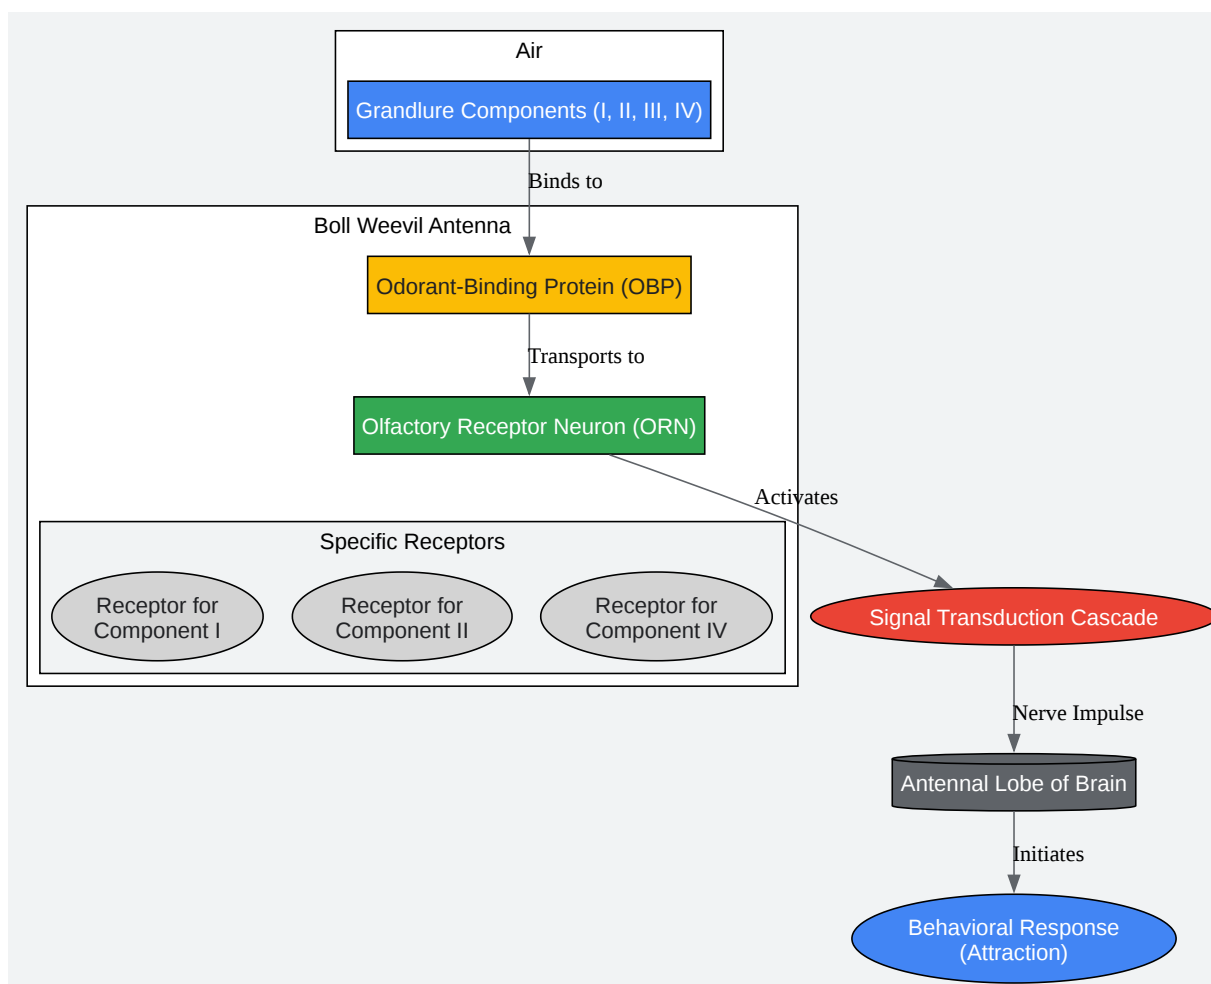 Air
Grandlure Components (I, II, III, IV)
Binds to
Boll Weevil Antenna
Odorant-Binding Protein (OBP)
Transports to
Olfactory Receptor Neuron (ORN)
Activates
Specific Receptors
Receptor for
Component I
Receptor for
Component II
Receptor for
Component IV
Signal Transduction Cascade
Nerve Impulse
Antennal Lobe of Brain
Initiates
Behavioral Response
(Attraction)